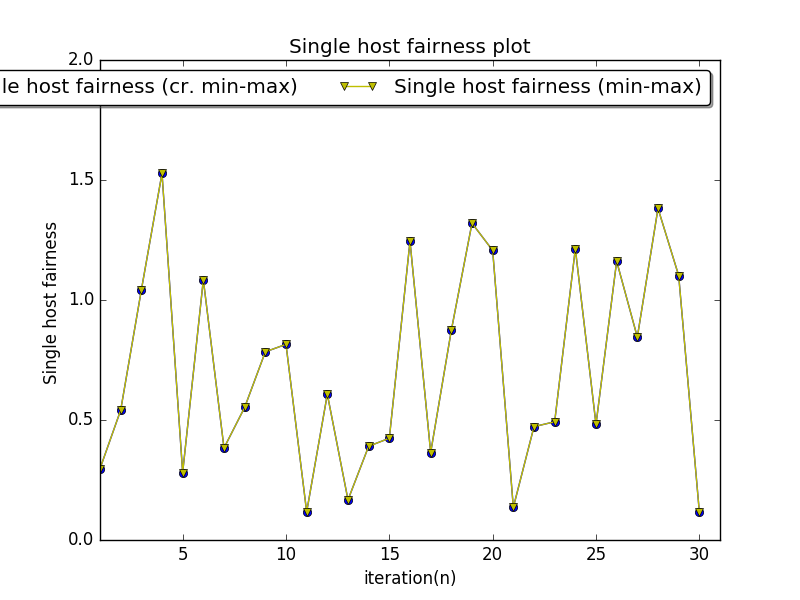 Single host fairness plot
le host fairness (cr. min-max) Single host fairness (min-max)
2.0
1.5
1.0
0.5
0.0
Single host fairness
5 10 15 20 25 30
iteration(n)